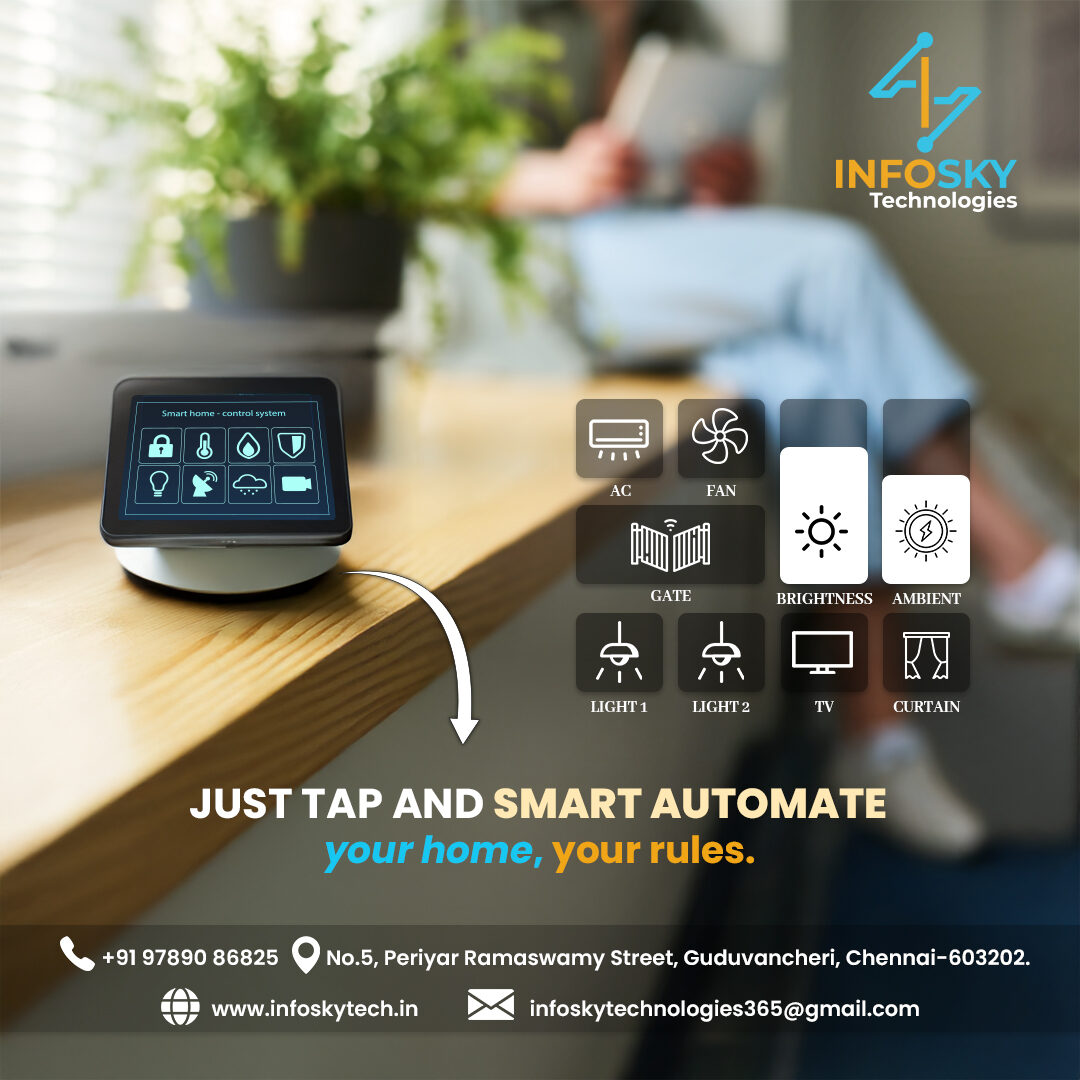 INFOSKY
Technologies
Smart home - control system
AC
FAN
GATE
BRIGHTNESS
AMBIENT
LIGHT 1
LIGHT 2
TV
CURTAIN
JUST TAP AND SMART AUTOMATE
your home, your rules.
+91 97890 86825
No.5, Periyar Ramaswamy Street, Guduvancheri, Chennai-603202.
www.infoskytech.in
infoskytechnologies365@gmail.com